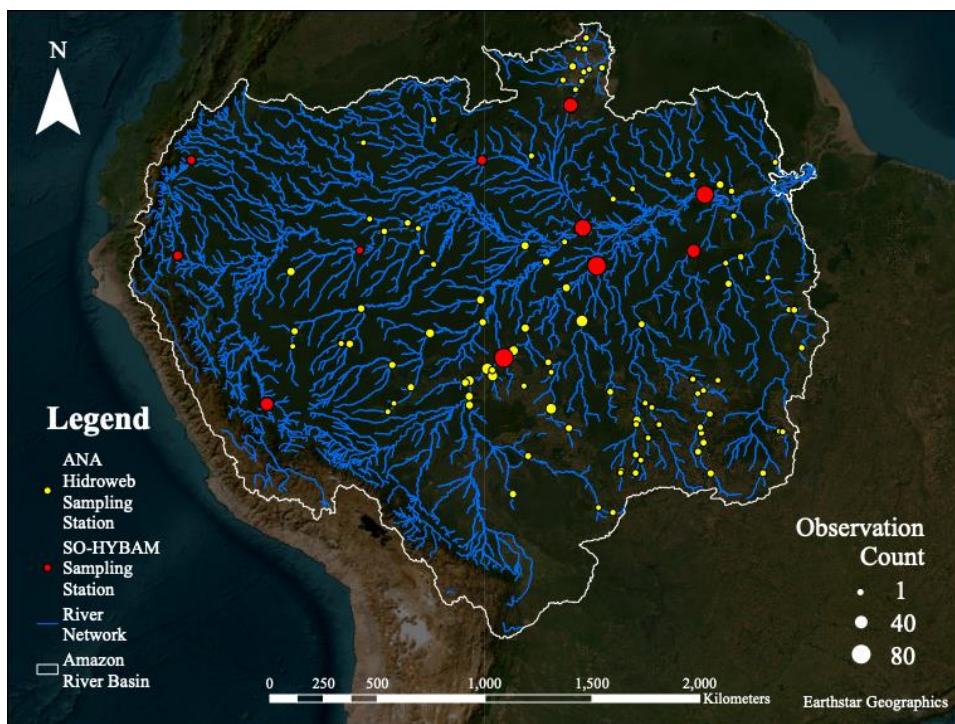 N
Legend
ANA
Hidroweb
Sampling
Station
SO-HYBAM
Sampling
Station
River
Network
Amazon
River Basin
Observation
Count
1
40
80
0 250 500 1,000 1,500 2,000
Kilometers
Earthstar Geographics